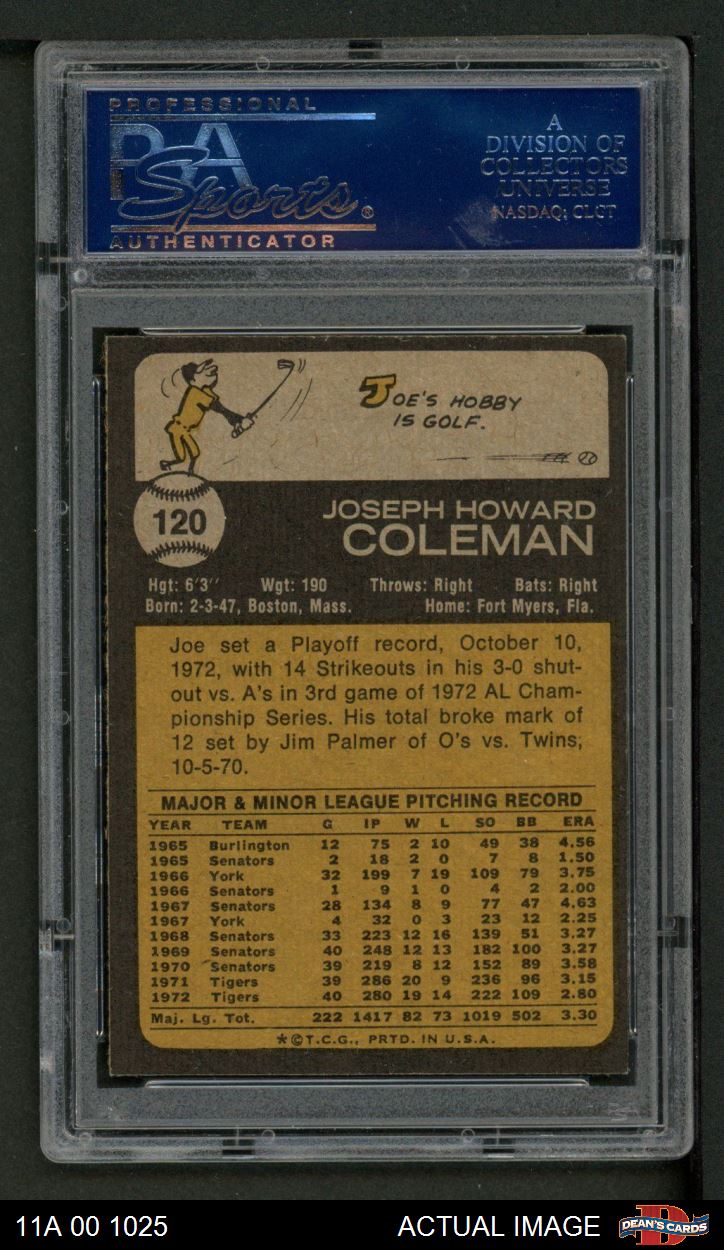 PROFESSIONAL
PSA
Sports®
AUTHENTICATOR
A
DIVISION OF
COLLECTORS
UNIVERSE
NASDAQ: CLCT
JOE'S HOBBY
IS GOLF.
120
JOSEPH HOWARD
COLEMAN
Hgt: 6'3'' Wgt: 190 Throws: Right Bats: Right
Born: 2-3-47, Boston, Mass. Home: Fort Myers, Fla.
Joe set a Playoff record, October 10,
1972, with 14 Strikeouts in his 3-0 shut-
out vs. A's in 3rd game of 1972 AL Cham-
pionship Series. His total broke mark of
12 set by Jim Palmer of O's vs. Twins,
10-5-70.
MAJOR & MINOR LEAGUE PITCHING RECORD
YEAR TEAM G IP W L SO BB ERA
1965 Burlington 12 75 2 10 49 38 4.56
1965 Senators 2 18 2 0 7 8 1.50
1966 York 32 199 7 19 109 79 3.75
1966 Senators 1 9 1 0 4 2 2.00
1967 Senators 28 134 8 9 77 47 4.63
1967 York 4 32 0 3 23 12 2.25
1968 Senators 33 223 12 16 139 51 3.27
1969 Senators 40 248 12 13 182 100 3.27
1970 Senators 39 219 8 12 152 89 3.58
1971 Tigers 39 286 20 9 236 96 3.15
1972 Tigers 40 280 19 14 222 109 2.80
Maj. Lg. Tot. 222 1417 82 73 1019 502 3.30
*©T.C.G., PRTD. IN U.S.A.
11A 00 1025
ACTUAL IMAGE
D
DEAN'S CARDS